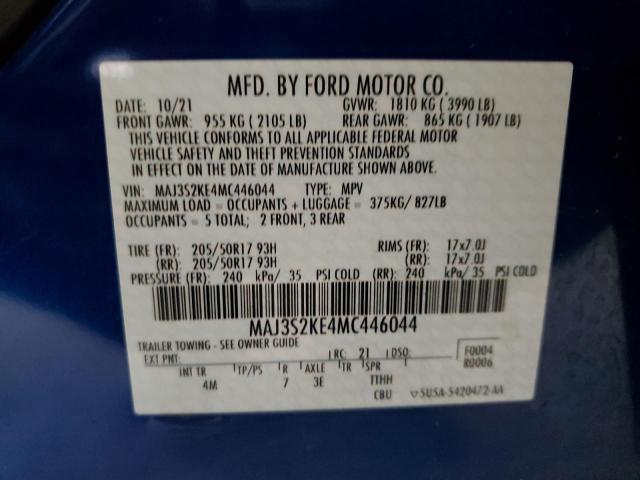 MFD. BY FORD MOTOR CO.
DATE: 10/21 GVWR: 1810 KG ( 3990 LB)
FRONT GAWR: 955 KG ( 2105 LB) REAR GAWR: 865 KG ( 1907 LB)
THIS VEHICLE CONFORMS TO ALL APPLICABLE FEDERAL MOTOR
VEHICLE SAFETY AND THEFT PREVENTION STANDARDS
IN EFFECT ON THE DATE OF MANUFACTURE SHOWN ABOVE.
VIN: MAJ3S2KE4MC446044 TYPE: MPV
MAXIMUM LOAD = OCCUPANTS + LUGGAGE = 375KG/ 827LB
OCCUPANTS = 5 TOTAL; 2 FRONT, 3 REAR
TIRE (FR): 205/50R17 93H RIMS (FR): 17x7.0J
(RR): 205/50R17 93H (RR): 17x7.0J
PRESSURE (FR): 240 kPa/ 35 PSI COLD (RR): 240 kPa/ 35 PSI COLD
MAJ3S2KE4MC446044
TRAILER TOWING - SEE OWNER GUIDE
EXT PNT: RC: 21 DSO: F0004
R0006
INT TR TP/PS R AXLE TR SPR
4M 7 3E TTHH
CBU 5U5A-5420472-AA